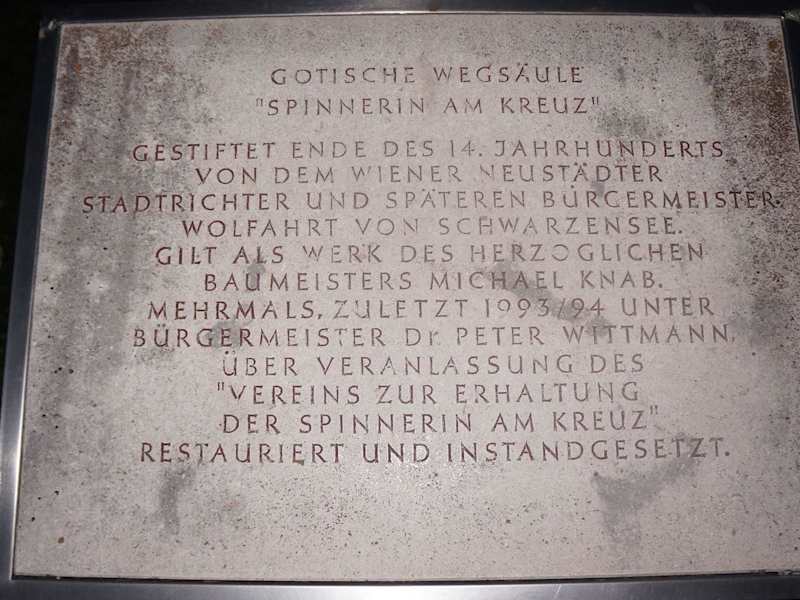 GOTISCHE WEGSÄULE
"SPINNERIN AM KREUZ"
GESTIFTET ENDE DES 14. JAHRHUNDERTS
VON DEM WIENER NEUSTÄDTER
STADTRICHTER UND SPÄTEREN BÜRGERMEISTER
WOLFAHRT VON SCHWARZENSEE.
GILT ALS WERK DES HERZOGLICHEN
BAUMEISTERS MICHAEL KNAB.
MEHRMALS, ZULETZT 1993/94 UNTER
BÜRGERMEISTER Dr. PETER WITTMANN,
ÜBER VERANLASSUNG DES
"VEREINS ZUR ERHALTUNG
DER SPINNERIN AM KREUZ"
RESTAURIERT UND INSTANDGESETZT.